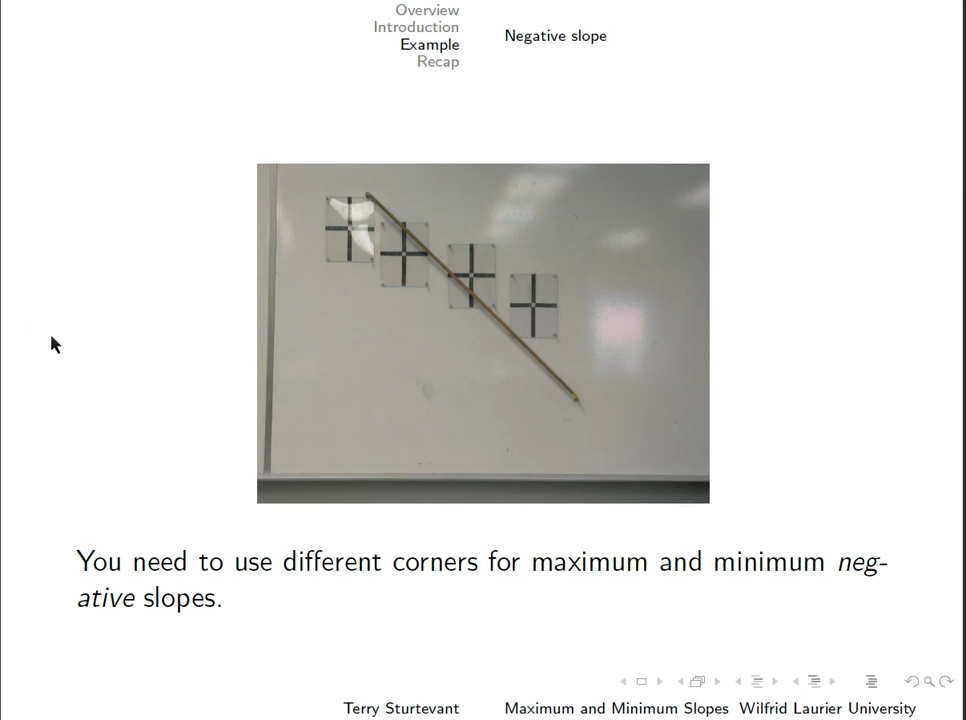 Overview
Introduction
Example
Recap
Negative slope
You need to use different corners for maximum and minimum neg-
ative slopes.
Terry Sturtevant
Maximum and Minimum Slopes Wilfrid Laurier University